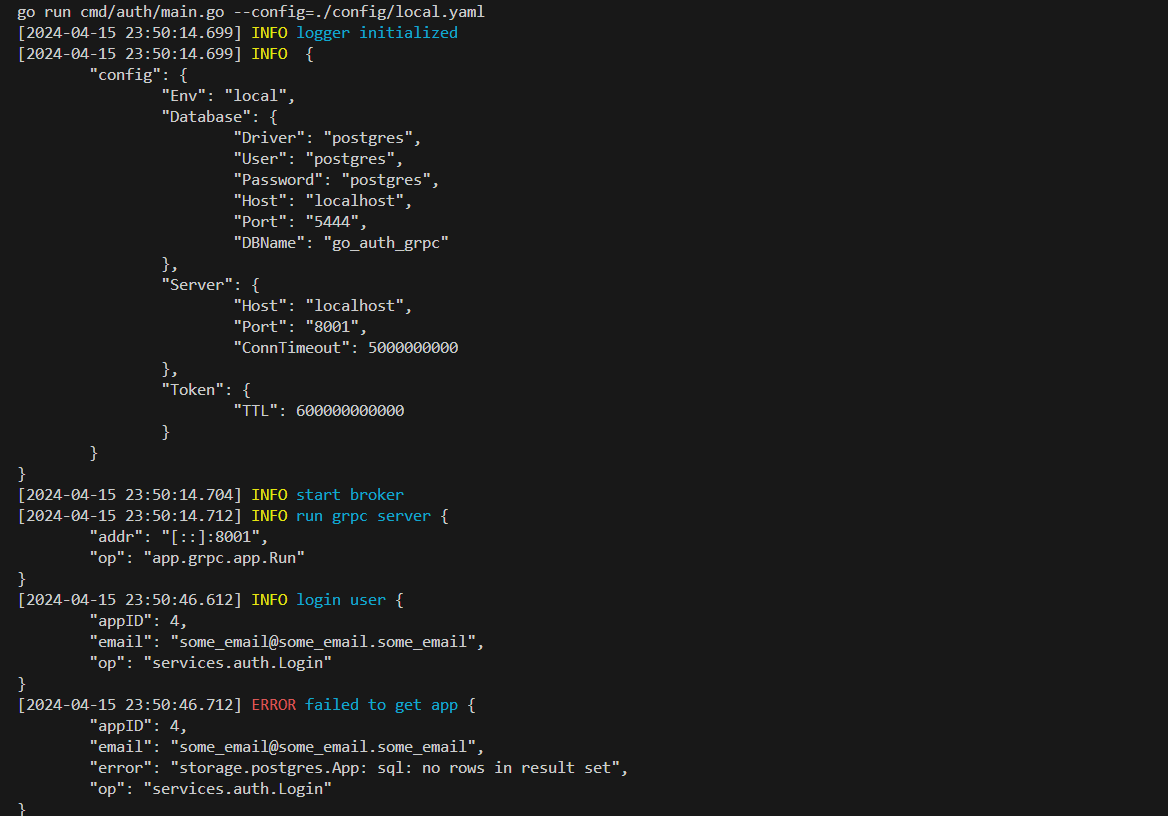 go run cmd/auth/main.go --config=./config/local.yaml
[2024-04-15 23:50:14.699] INFO logger initialized
[2024-04-15 23:50:14.699] INFO  {
        "config": {
                "Env": "local",
                "Database": {
                        "Driver": "postgres",
                        "User": "postgres",
                        "Password": "postgres",
                        "Host": "localhost",
                        "Port": "5444",
                        "DBName": "go_auth_grpc"
                },
                "Server": {
                        "Host": "localhost",
                        "Port": "8001",
                        "ConnTimeout": 5000000000
                },
                "Token": {
                        "TTL": 600000000000
                }
        }
}
[2024-04-15 23:50:14.704] INFO start broker
[2024-04-15 23:50:14.712] INFO run grpc server {
        "addr": "[::]:8001",
        "op": "app.grpc.app.Run"
}
[2024-04-15 23:50:46.612] INFO login user {
        "appID": 4,
        "email": "some_email@some_email.some_email",
        "op": "services.auth.Login"
}
[2024-04-15 23:50:46.712] ERROR failed to get app {
        "appID": 4,
        "email": "some_email@some_email.some_email",
        "error": "storage.postgres.App: sql: no rows in result set",
        "op": "services.auth.Login"
}